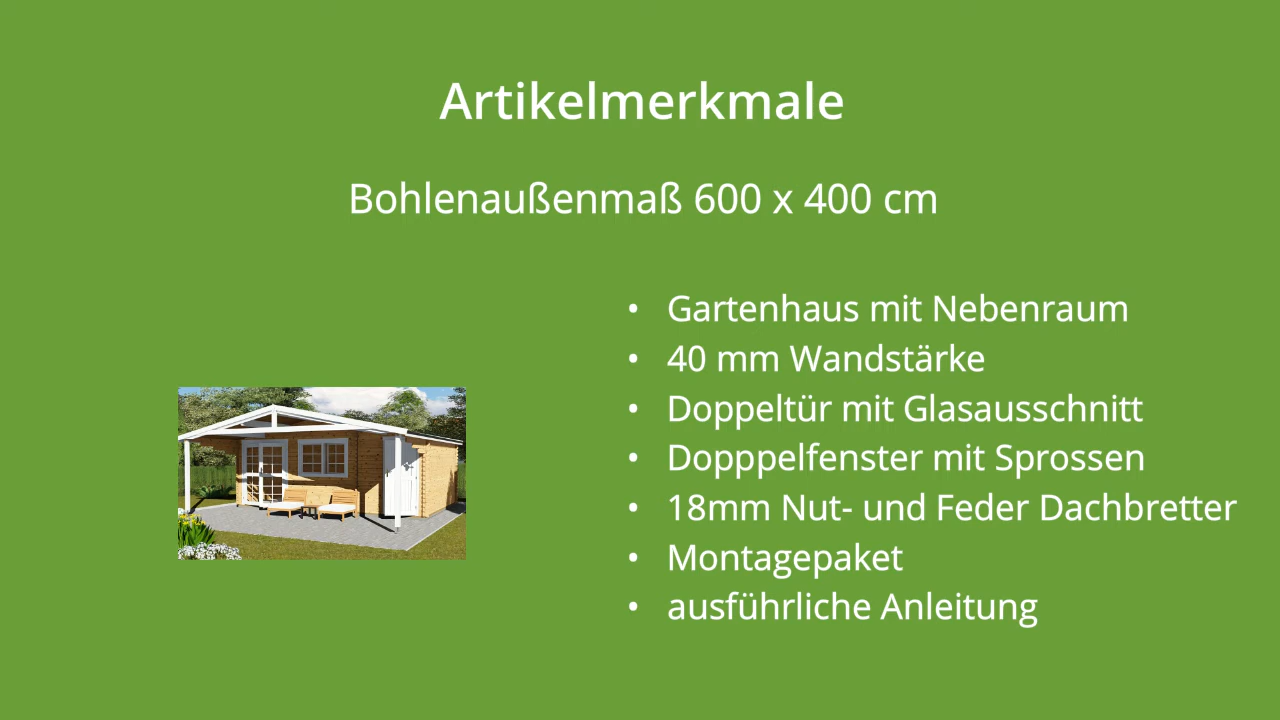 Artikelmerkmale
Bohlenaußenmaß 600 x 400 cm
• Gartenhaus mit Nebenraum
• 40 mm Wandstärke
• Doppeltür mit Glasausschnitt
• Dopppelfenster mit Sprossen
• 18mm Nut- und Feder Dachbretter
• Montagepaket
• ausführliche Anleitung